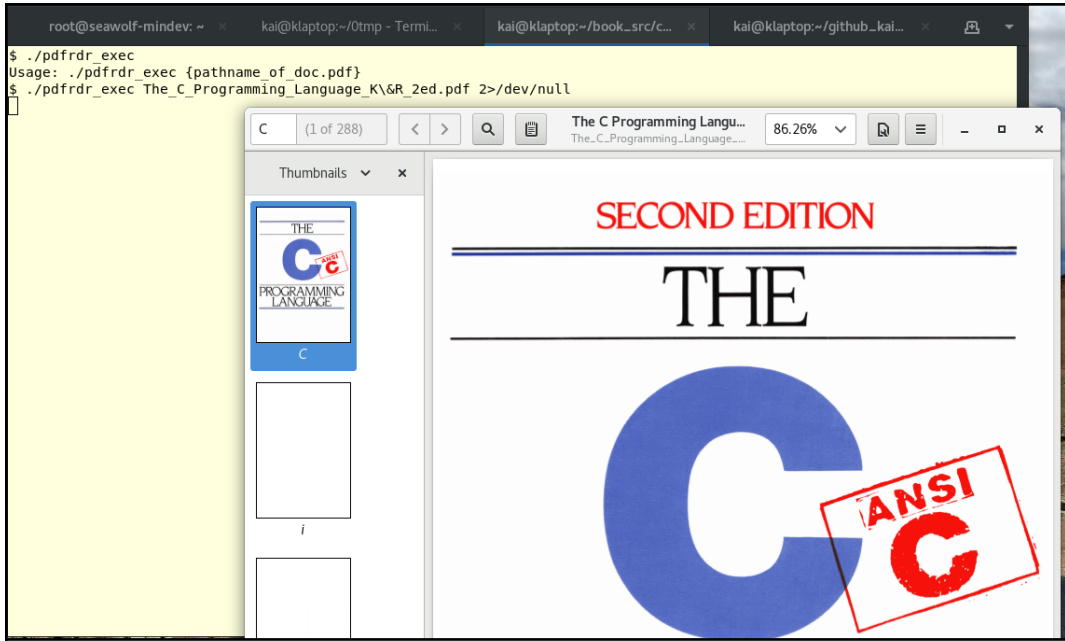 root@seawolf-mindev: ~ ×
kai@klaptop:~/0tmp - Termi... ×
kai@klaptop:~/book_src/c... ×
kai@klaptop:~/github_kai... ×
$ ./pdfrdr_exec
Usage: ./pdfrdr_exec {pathname_of_doc.pdf}
$ ./pdfrdr_exec The_C_Programming_Language_K\&R_2ed.pdf 2>/dev/null
C (1 of 288)
The C Programming Langu...
The_C_Programming_Language_...
86.26%
Thumbnails
THE
C
ANSI
C
PROGRAMMING
LANGUAGE
C
i
SECOND EDITION
THE
C
ANSI
C